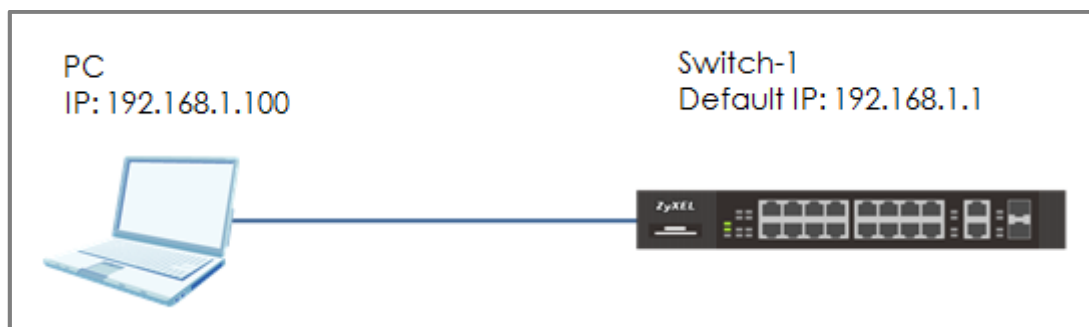 PC
IP: 192.168.1.100
Switch-1
Default IP: 192.168.1.1
ZyXEL